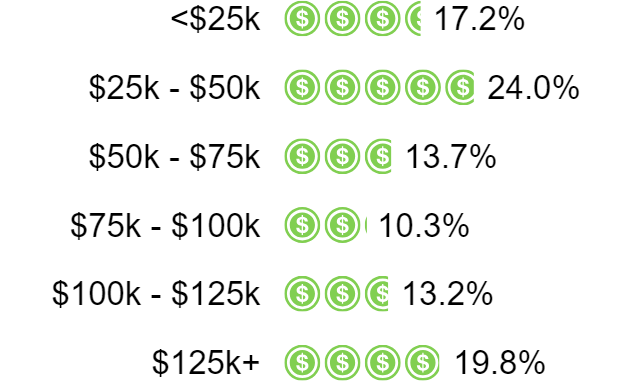 <$25k 17.2%
$25k - $50k 24.0%
$50k - $75k 13.7%
$75k - $100k 10.3%
$100k - $125k 13.2%
$125k+ 19.8%